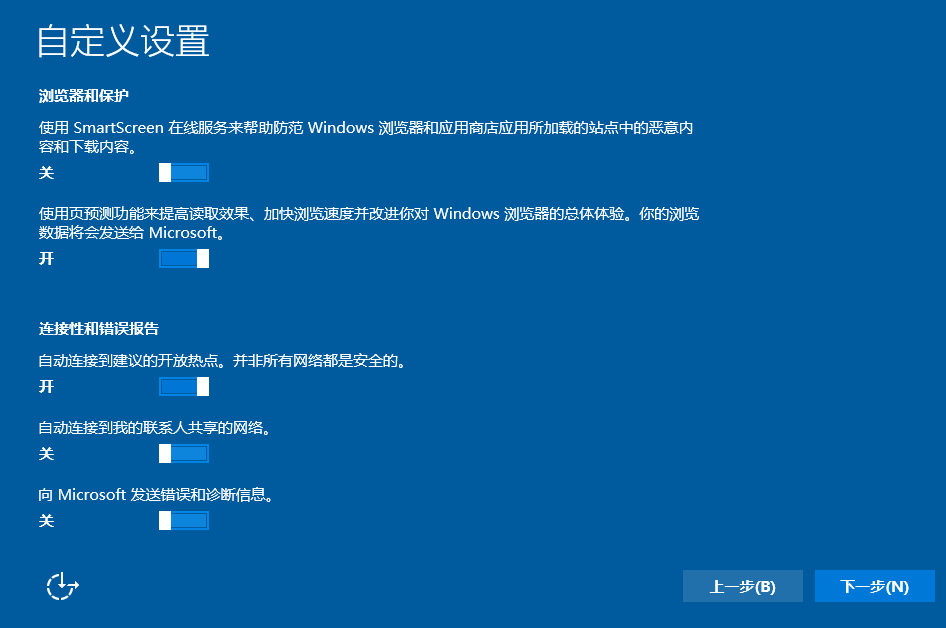 自定义设置
浏览器和保护
使用 SmartScreen 在线服务来帮助防范 Windows 浏览器和应用商店应用所加载的站点中的恶意内
容和下载内容。
关
使用页预测功能来提高读取效果、加快浏览速度并改进你对 Windows 浏览器的总体体验。你的浏览
数据将会发送给 Microsoft。
开
连接性和错误报告
自动连接到建议的开放热点。并非所有网络都是安全的。
开
自动连接到我的联系人共享的网络。
关
向 Microsoft 发送错误和诊断信息。
关
上一步(B)
下一步(N)